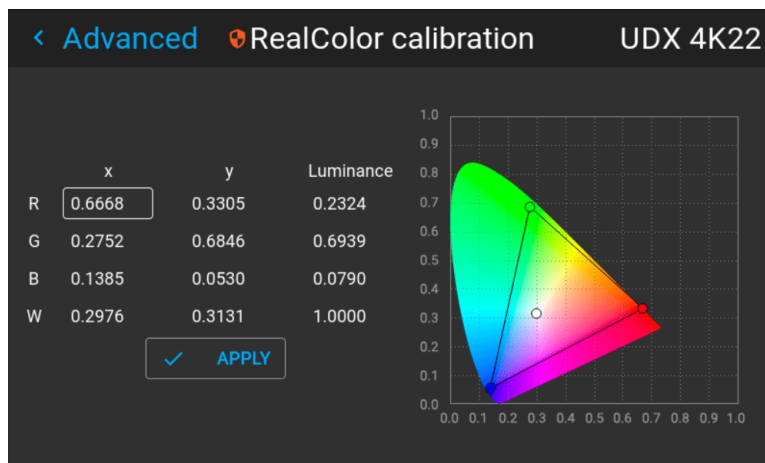 < Advanced RealColor calibration UDX 4K22
x y Luminance
R 0.6668 0.3305 0.2324
G 0.2752 0.6846 0.6939
B 0.1385 0.0530 0.0790
W 0.2976 0.3131 1.0000
APPLY
1.0
0.9
0.8
0.7
0.6
0.5
0.4
0.3
0.2
0.1
0.0
0.0 0.1 0.2 0.3 0.4 0.5 0.6 0.7 0.8 0.9 1.0